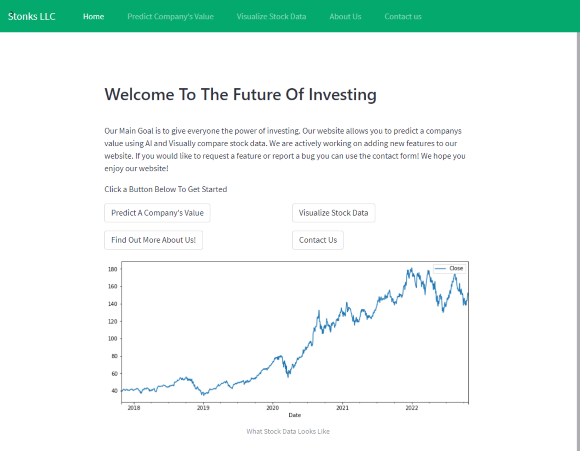 Stonks LLC Home Predict Company's Value Visualize Stock Data About Us Contact us
Welcome To The Future Of Investing
Our Main Goal is to give everyone the power of investing. Our website allows you to predict a companys
value using AI and Visually compare stock data. We are actively working on adding new features to our
website. If you would like to request a feature or report a bug you can use the contact form! We hope you
enjoy our website!
Click a Button Below To Get Started
Predict A Company's Value Visualize Stock Data
Find Out More About Us! Contact Us
Close
180
160
140
120
100
80
60
40
2018 2019 2020 2021 2022
Date
What Stock Data Looks Like